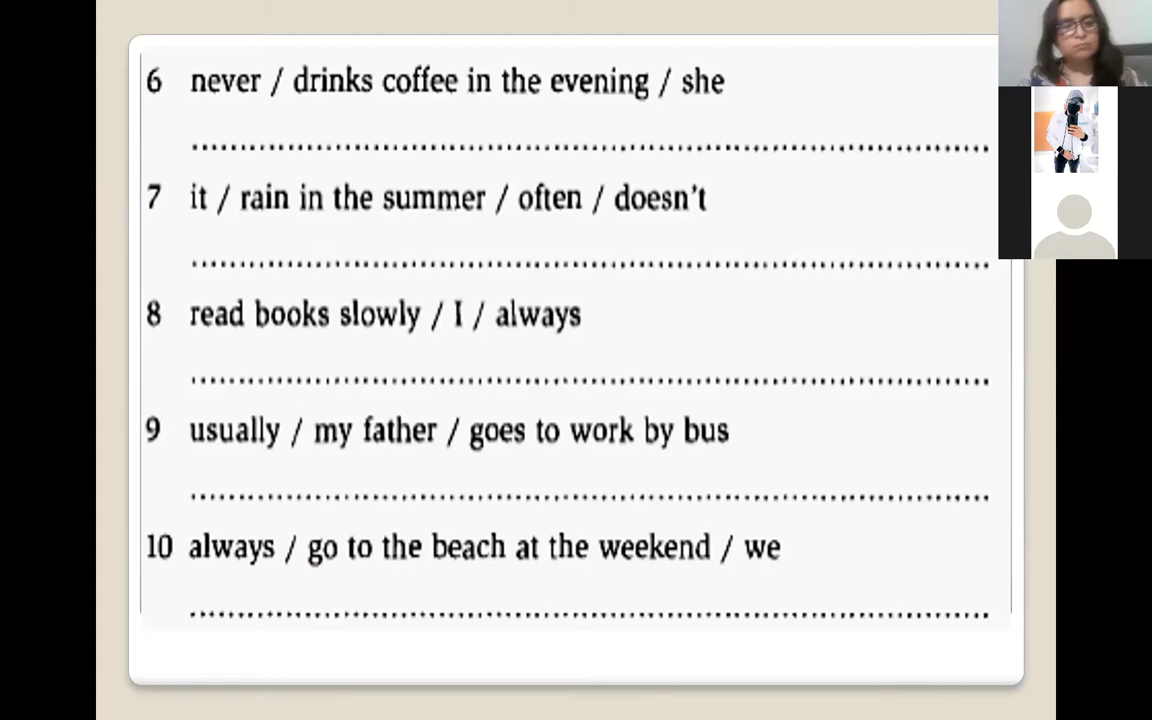 6 never / drinks coffee in the evening / she
7 it / rain in the summer / often / doesn't
8 read books slowly / I / always
9 usually / my father / goes to work by bus
10 always / go to the beach at the weekend / we